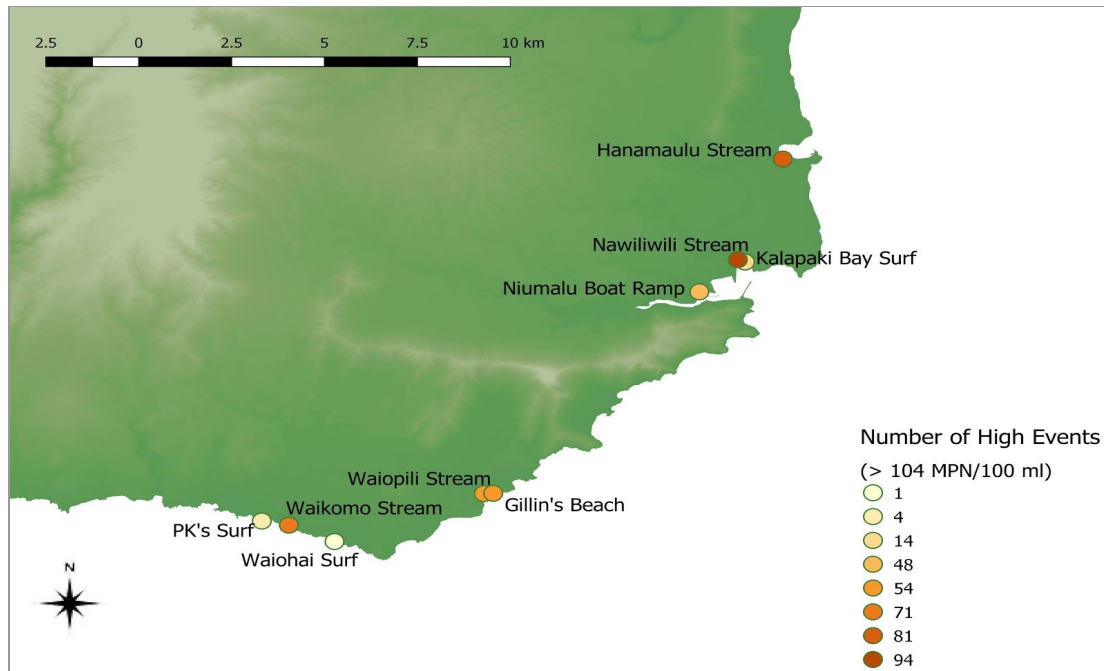 2.5 0 2.5 5 7.5 10 km
Hanamaulu Stream
Nawiliwili Stream
Kalapaki Bay Surf
Niumalu Boat Ramp
Number of High Events
(> 104 MPN/100 ml)
1
4
14
48
54
71
81
94
Waiopili Stream
Gillin's Beach
Waikomo Stream
PK's Surf
Waiohai Surf
N